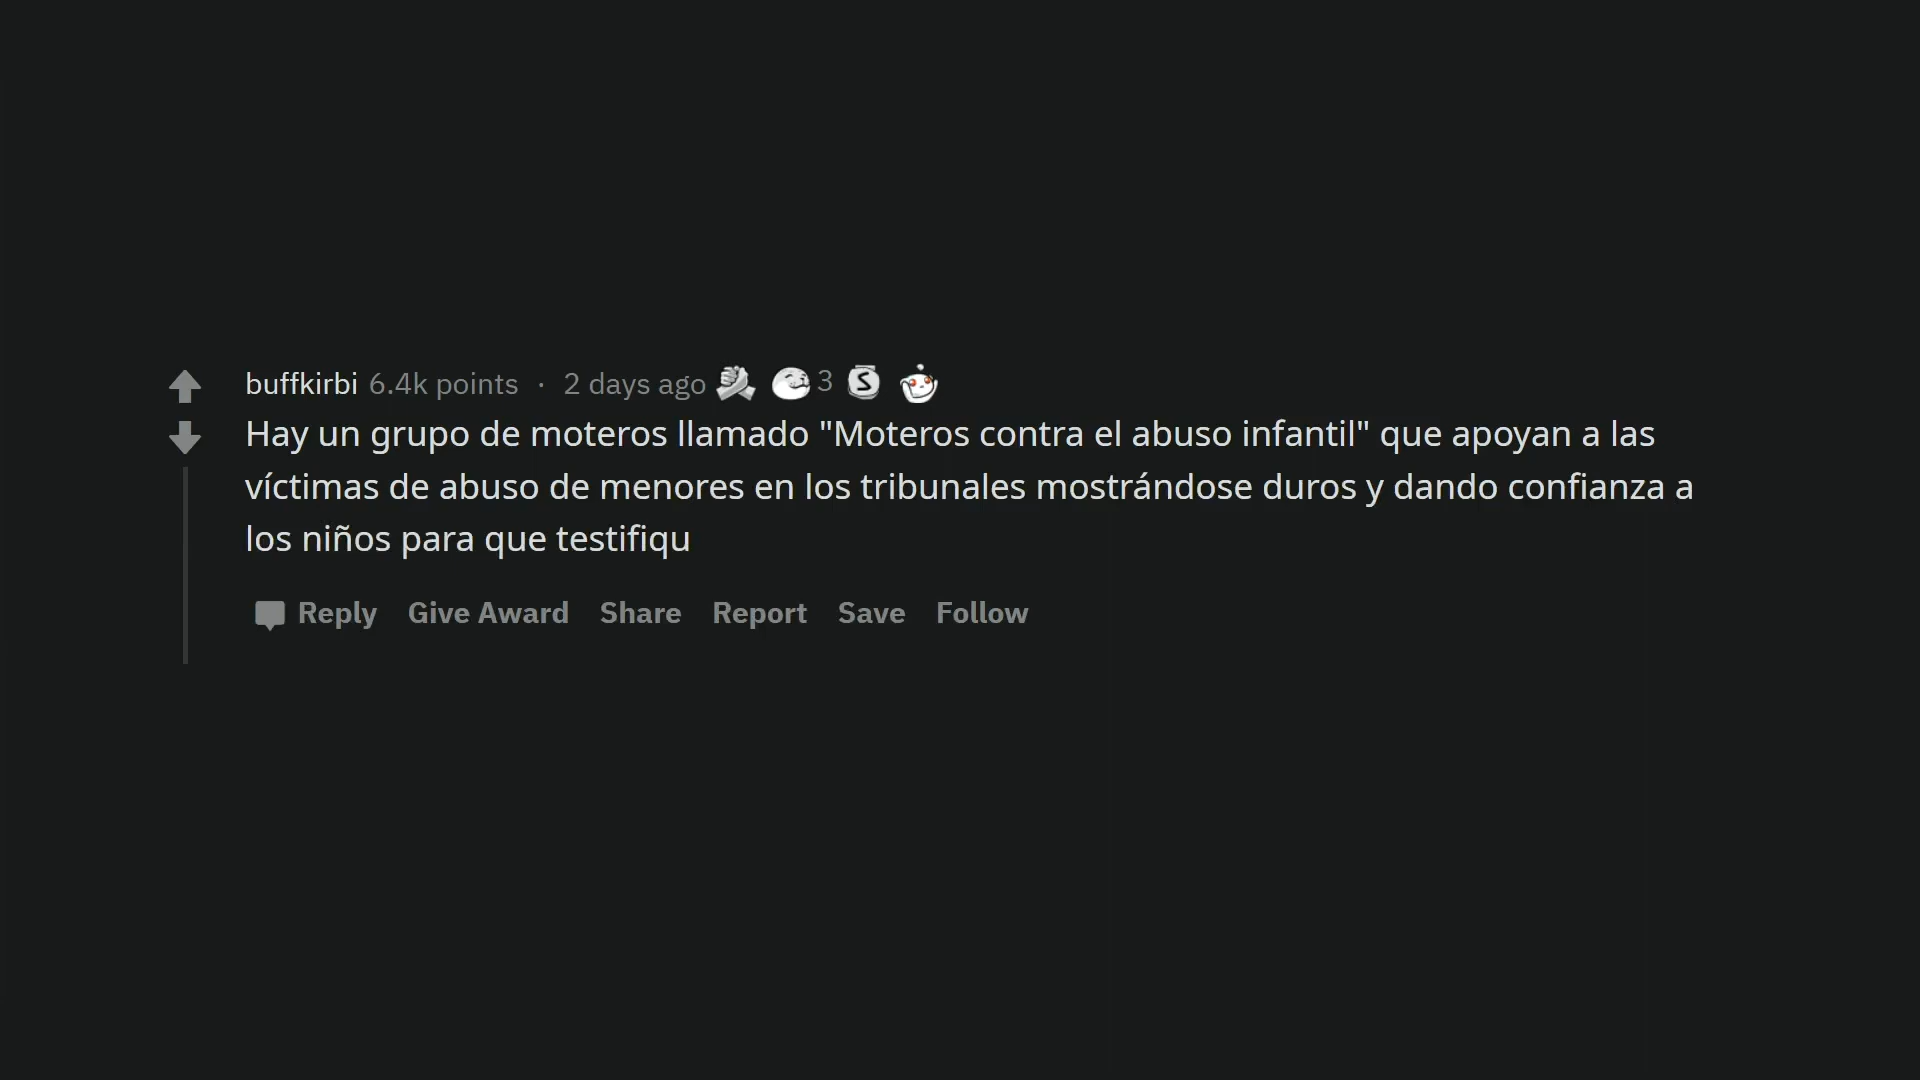 buffkirbi 6.4k points · 2 days ago 3 S
Hay un grupo de moteros llamado "Moteros contra el abuso infantil" que apoyan a las
víctimas de abuso de menores en los tribunales mostrándose duros y dando confianza a
los niños para que testifiqu
Reply Give Award Share Report Save Follow